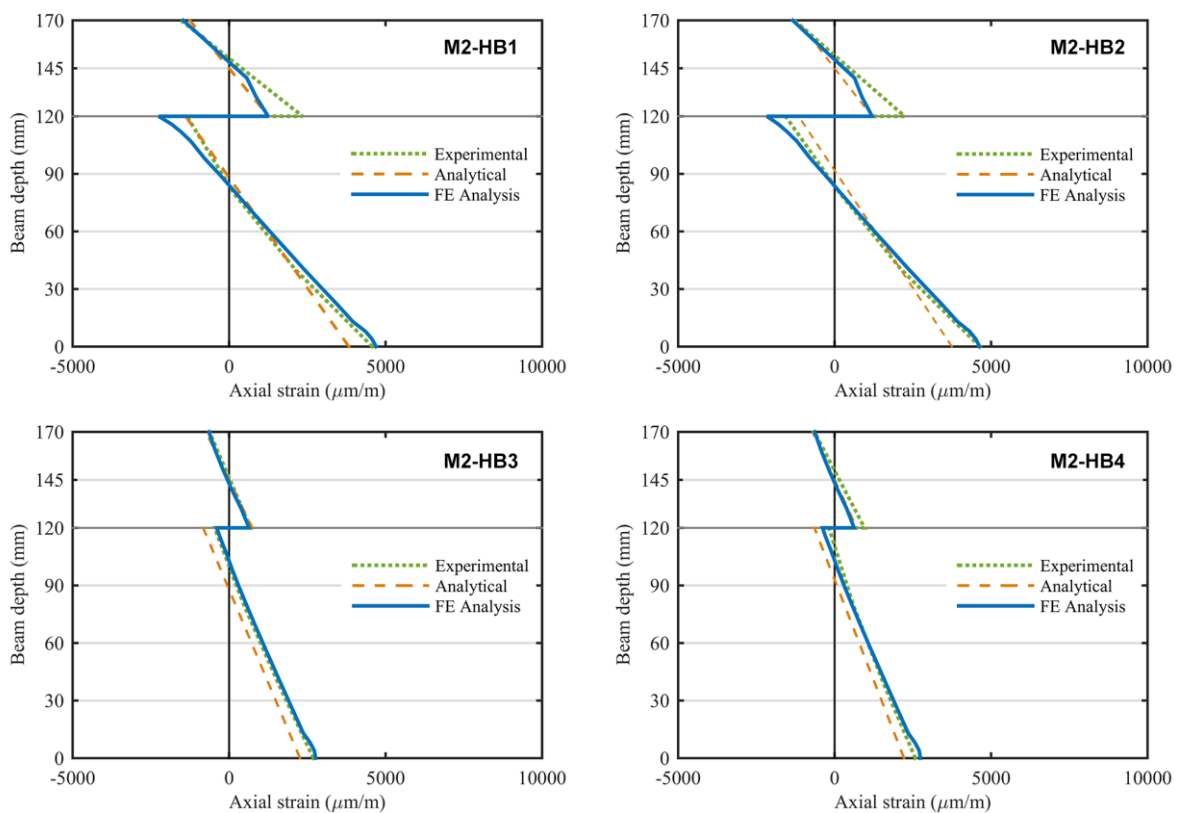 M2-HB1
170
145
120
90
60
30
0
Beam depth (mm)
Experimental
Analytical
FE Analysis
-5000
0
5000
10000
Axial strain (μm/m)
M2-HB2
170
145
120
90
60
30
0
Beam depth (mm)
Experimental
Analytical
FE Analysis
-5000
0
5000
10000
Axial strain (μm/m)
M2-HB3
170
145
120
90
60
30
0
Beam depth (mm)
Experimental
Analytical
FE Analysis
-5000
0
5000
10000
Axial strain (μm/m)
M2-HB4
170
145
120
90
60
30
0
Beam depth (mm)
Experimental
Analytical
FE Analysis
-5000
0
5000
10000
Axial strain (μm/m)